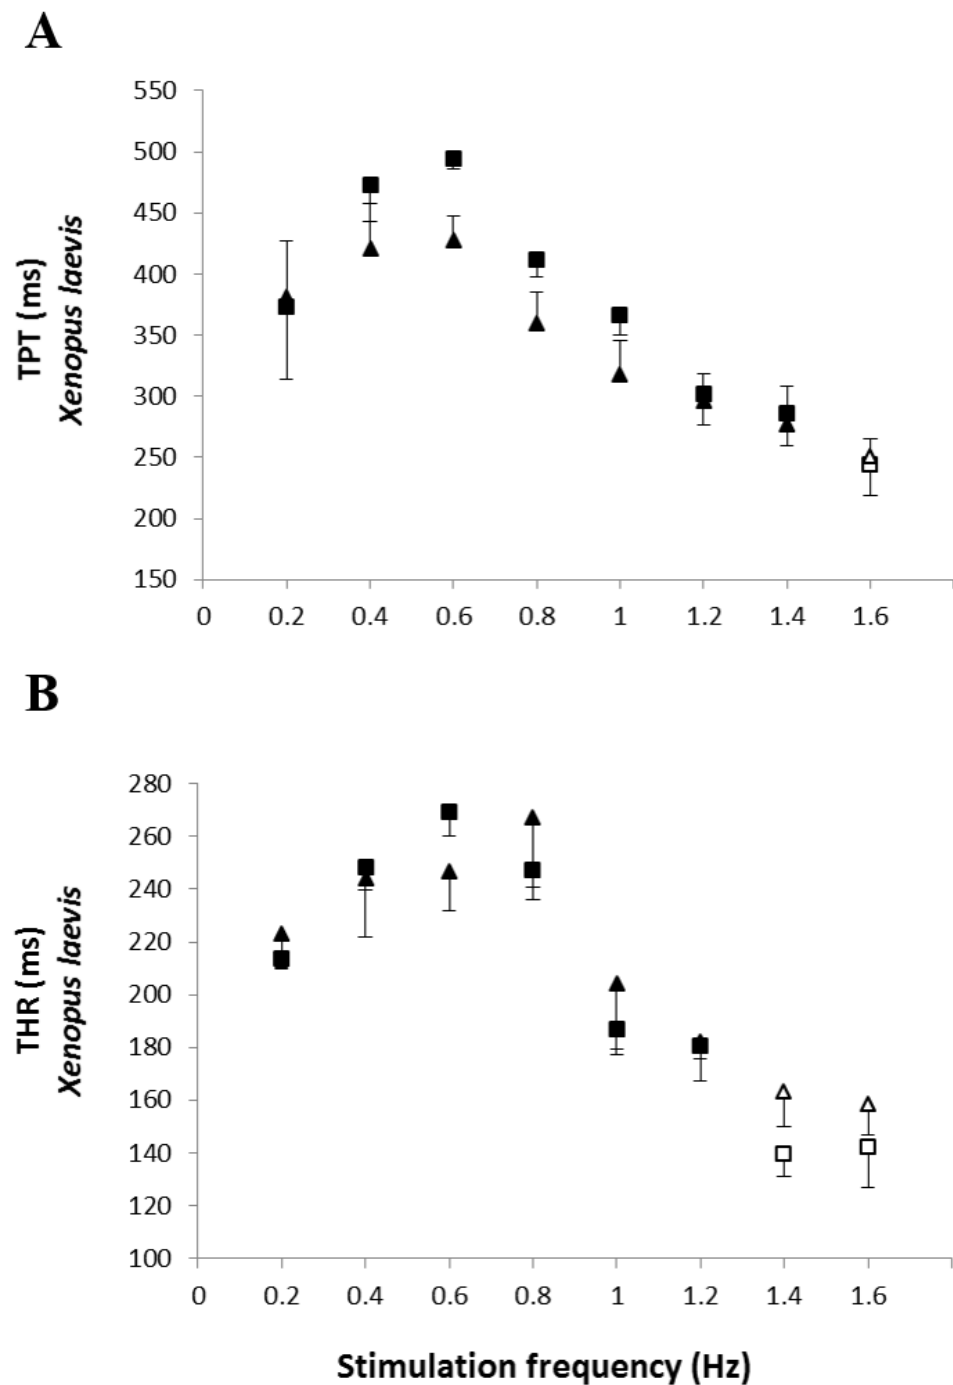 A
550
500
450
400
350
300
250
200
150
TPT (ms)
Xenopus laevis
0 0.2 0.4 0.6 0.8 1 1.2 1.4 1.6
B
280
260
240
220
200
180
160
140
120
100
THR (ms)
Xenopus laevis
0 0.2 0.4 0.6 0.8 1 1.2 1.4 1.6
Stimulation frequency (Hz)